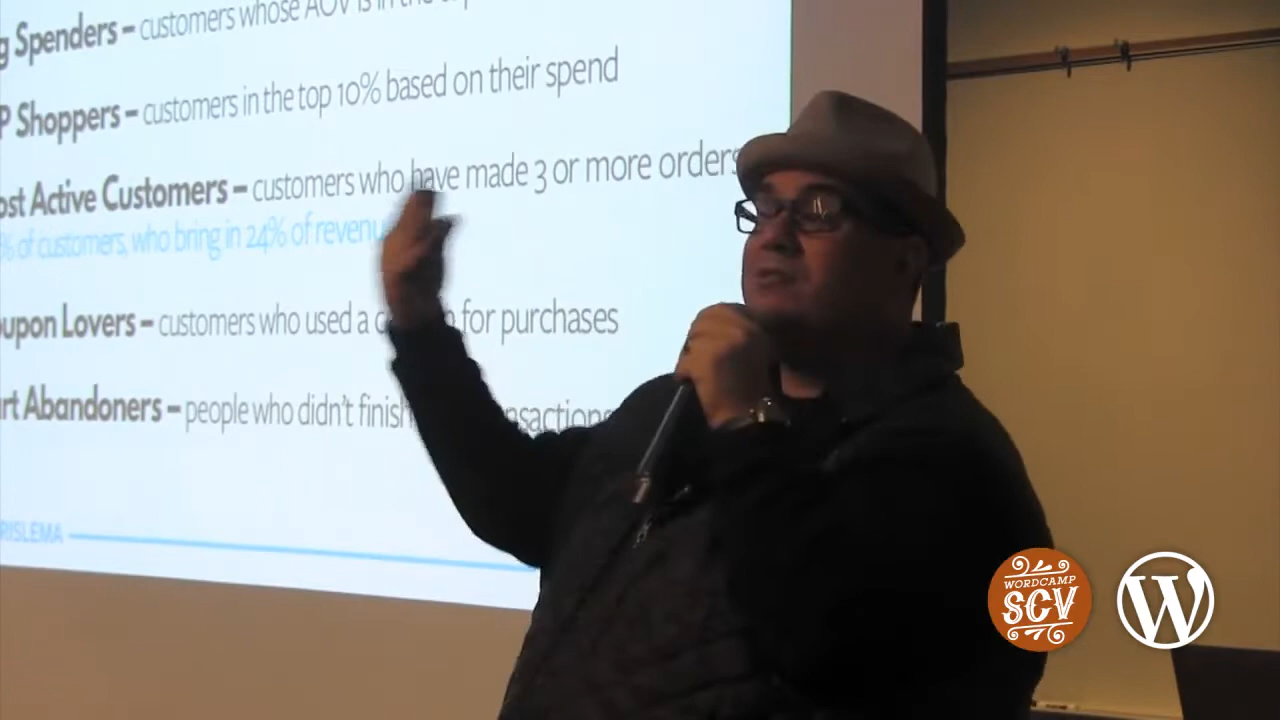 g Spenders – customers whose AOV is in the
P Shoppers – customers in the top 10% based on their spend
ost Active Customers – customers who have made 3 or more orders
% of customers, who bring in 24% of revenu
oupon Lovers – customers who used a for purchases
rt Abandoners – people who didn't finish
RISLEMA
WORDCAMP
SCV
W